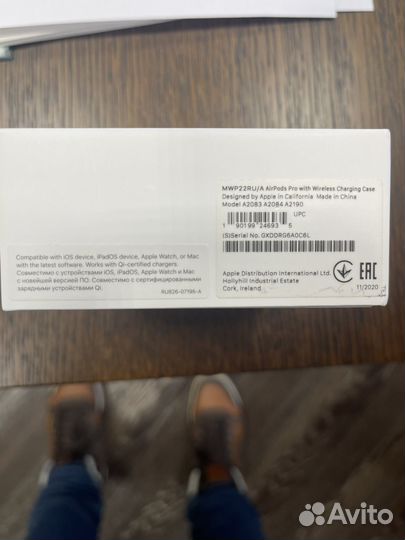 MWP22RU/A AirPods Pro with Wireless Charging Case
Designed by Apple in California Made in China
Model A2083 A2084 A2190
UPC
1 90199 24693 5
(S)Serial No. GXDDRG6A0C6L
Compatible with iOS device, iPadOS device, Apple Watch, or Mac
with the latest software. Works with Qi-certified chargers.
Совместимо с устройствами iOS, iPadOS, Apple Watch и Mac
с новейшей версией ПО. Совместимо с сертифицированными
зарядными устройствами Qi.
RU826-07198-A
Apple Distribution International Ltd.
Hollyhill Industrial Estate
Cork, Ireland
EAC
11/2020
Avito